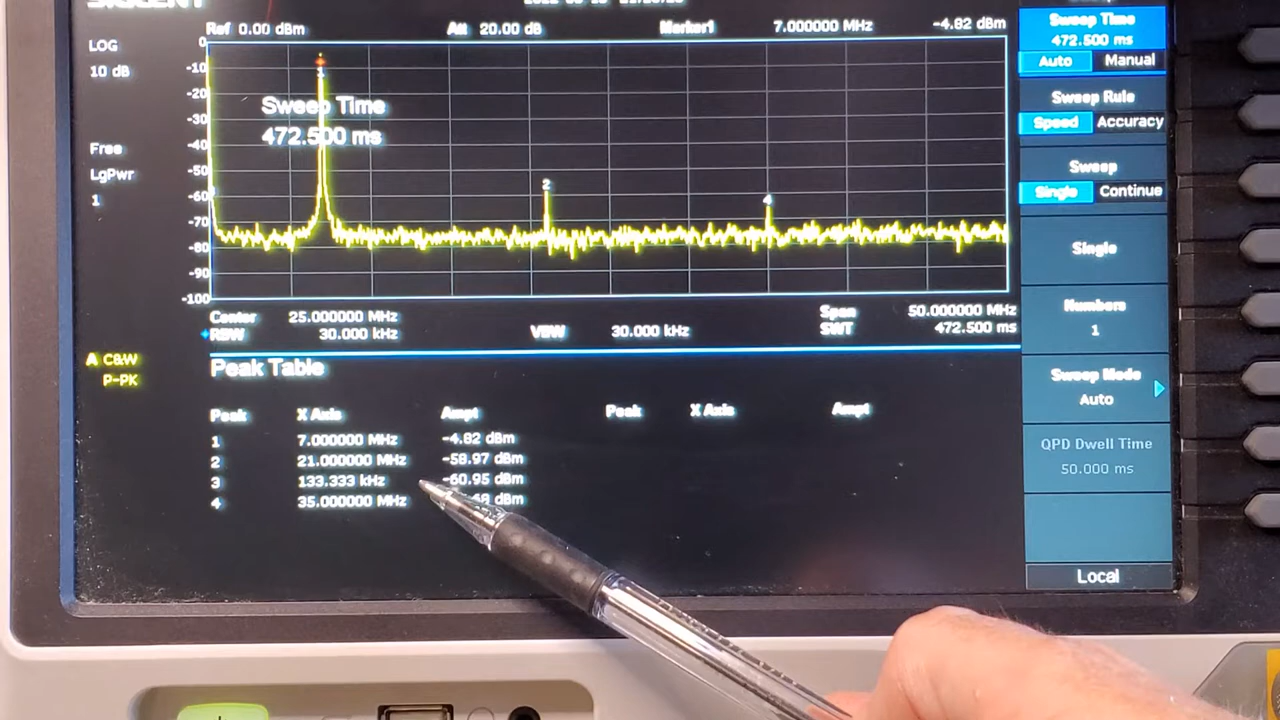 SIGLENT
Ref 0.00 dBm Att 20.00 dB Marker1 7.000000 MHz -4.82 dBm
LOG
10 dB
Free
LgPwr
1
0
-10
-20
-30
-40
-50
-60
-70
-80
-90
-100
1
Sweep Time
472.500 ms
2
4
Center 25.000000 MHz Span 50.000000 MHz
RBW 30.000 kHz VBW 30.000 kHz SWT 472.500 ms
A C&W
P-PK
Peak Table
Peak X Axis Ampt Peak X Axis Ampt
1 7.000000 MHz -4.82 dBm
2 21.000000 MHz -58.97 dBm
3 133.333 kHz -60.95 dBm
4 35.000000 MHz 68 dBm
Sweep Time
472.500 ms
Auto Manual
Sweep Rule
Speed Accuracy
Sweep
Single Continue
Single
Numbers
1
Sweep Mode
Auto
QPD Dwell Time
50.000 ms
Local